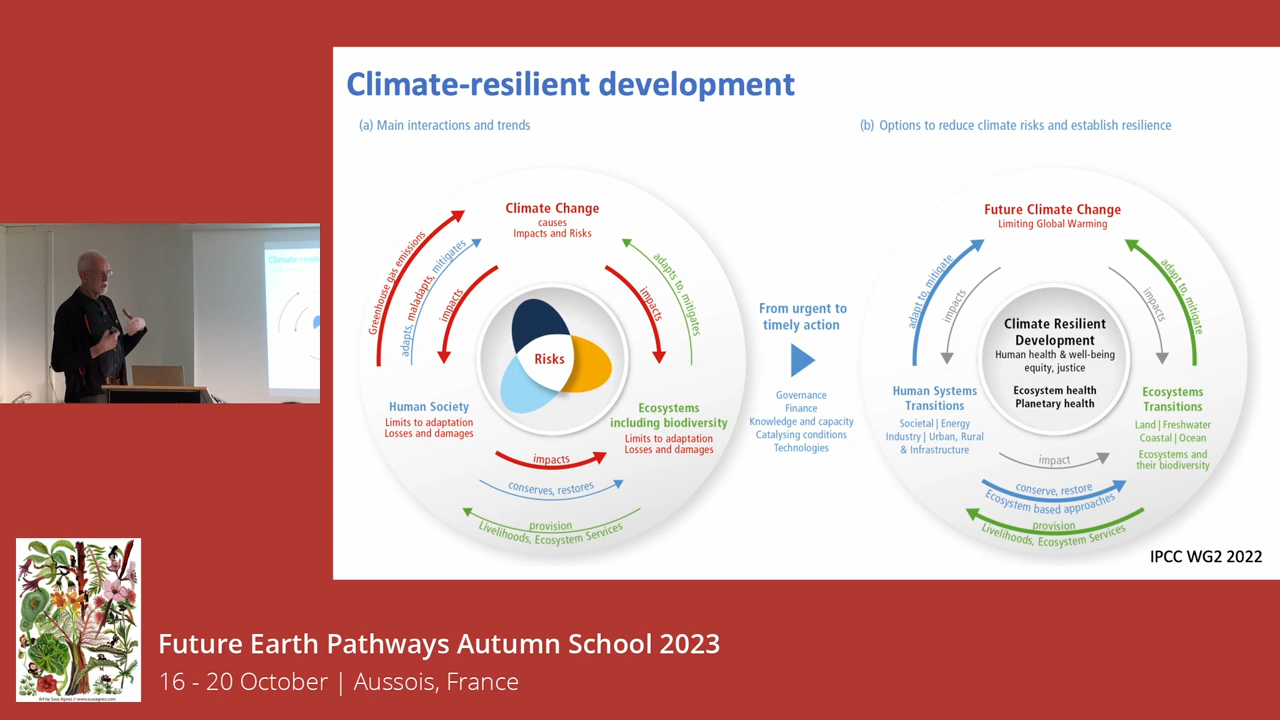 Climate-resilient development
(a) Main interactions and trends
Climate Change
causes
Impacts and Risks
Greenhouse gas emissions
adapts, maladapts, mitigates
impacts
impacts
adapts to, mitigates
Risks
Human Society
Limits to adaptation
Losses and damages
Ecosystems
including biodiversity
Limits to adaptation
Losses and damages
impacts
conserves, restores
provision
Livelihoods, Ecosystem Services
From urgent to
timely action
Governance
Finance
Knowledge and capacity
Catalysing conditions
Technologies
(b) Options to reduce climate risks and establish resilience
Future Climate Change
Limiting Global Warming
adapt to, mitigate
impacts
impacts
adapt to, mitigate
Climate Resilient
Development
Human health & well-being
equity, justice
Ecosystem health
Planetary health
Human Systems
Transitions
Societal | Energy
Industry | Urban, Rural
& Infrastructure
Ecosystems
Transitions
Land | Freshwater
Coastal | Ocean
Ecosystems and
their biodiversity
impact
conserve, restore
Ecosystem based approaches
provision
Livelihoods, Ecosystem Services
IPCC WG2 2022
Climate-resili
Future Earth Pathways Autumn School 2023
16 - 20 October | Aussois, France